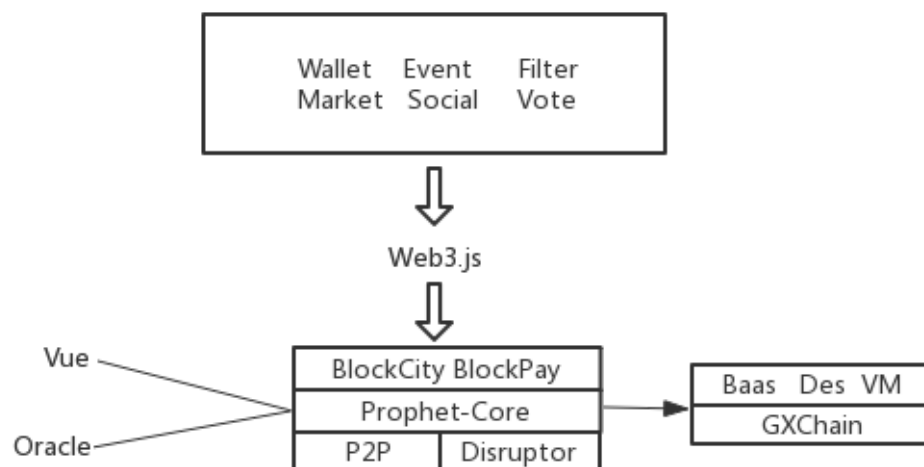 Wallet Event Filter
Market Social Vote
Web3.js
Vue
BlockCity BlockPay
Baas Des VM
Prophet-Core
GXChain
Oracle
P2P Disruptor